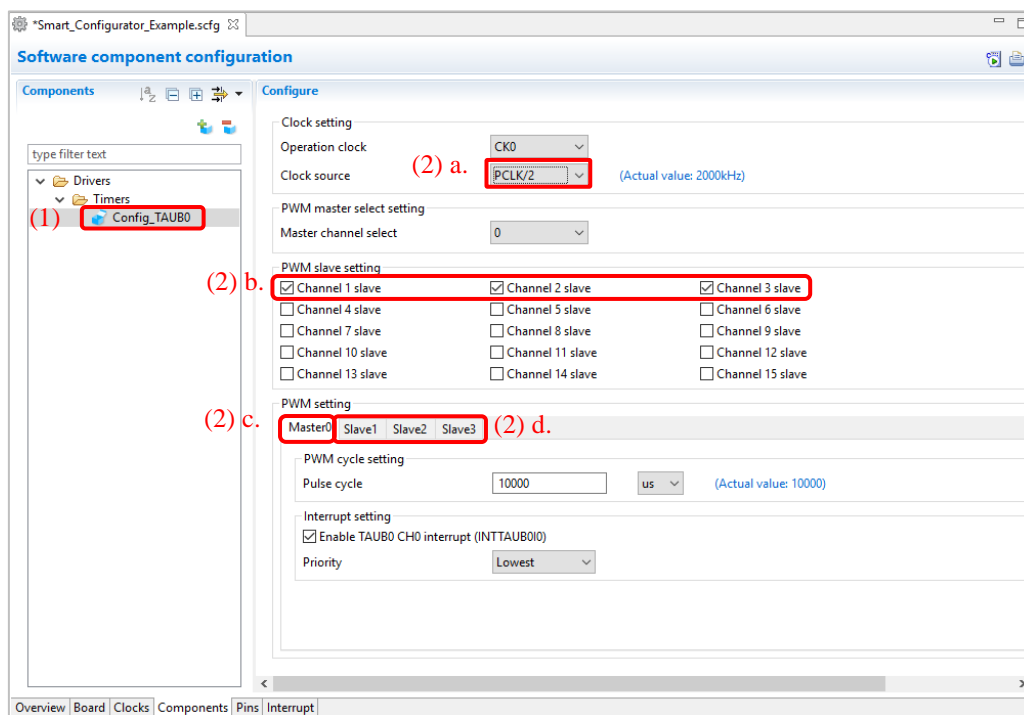 *Smart_Configurator_Example.scfg
Software component configuration
Components
Configure
type filter text
Drivers
Timers
(1)
Config_TAUB0
Clock setting
Operation clock CK0
(2) a.
Clock source PCLK/2 (Actual value: 2000kHz)
PWM master select setting
Master channel select 0
PWM slave setting
(2) b.
Channel 1 slave Channel 2 slave Channel 3 slave
Channel 4 slave Channel 5 slave Channel 6 slave
Channel 7 slave Channel 8 slave Channel 9 slave
Channel 10 slave Channel 11 slave Channel 12 slave
Channel 13 slave Channel 14 slave Channel 15 slave
PWM setting
(2) c. Master0 Slave1 Slave2 Slave3 (2) d.
PWM cycle setting
Pulse cycle 10000 us (Actual value: 10000)
Interrupt setting
Enable TAUB0 CH0 interrupt (INTTAUB0I0)
Priority Lowest
Overview Board Clocks Components Pins Interrupt